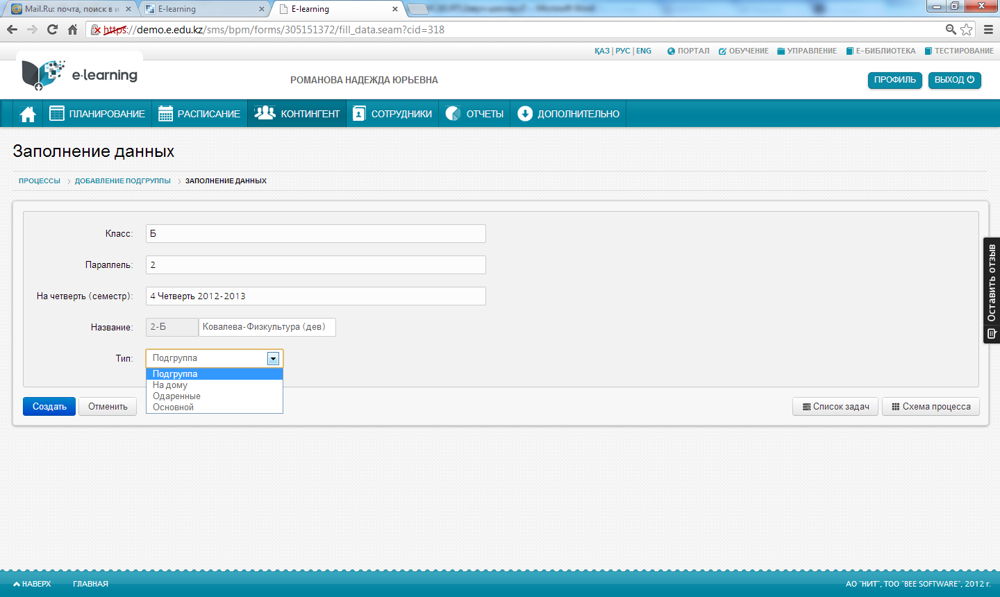 Mail.Ru: почта, поиск в и
E-learning
E-learning
https://demo.e.edu.kz/sms/bpm/forms/305151372/fill_data.seam?cid=318
ҚАЗ | РУС | ENG
ПОРТАЛ
ОБУЧЕНИЕ
УПРАВЛЕНИЕ
Е-БИБЛИОТЕКА
ТЕСТИРОВАНИЕ
e-learning
РОМАНОВА НАДЕЖДА ЮРЬЕВНА
ПРОФИЛЬ
ВЫХОД
ПЛАНИРОВАНИЕ
РАСПИСАНИЕ
КОНТИНГЕНТ
СОТРУДНИКИ
ОТЧЕТЫ
ДОПОЛНИТЕЛЬНО
Заполнение данных
ПРОЦЕССЫ
ДОБАВЛЕНИЕ ПОДГРУППЫ
ЗАПОЛНЕНИЕ ДАННЫХ
Класс: Б
Параллель: 2
На четверть (семестр): 4 Четверть 2012-2013
Название: 2-Б Ковалева-Физкультура (дев)
Тип: Подгруппа
Подгруппа
На дому
Одаренные
Основной
Создать
Отменить
Список задач
Схема процесса
Оставить отзыв
НАВЕРХ
ГЛАВНАЯ
АО "НИТ", ТОО "BEE SOFTWARE", 2012 г.